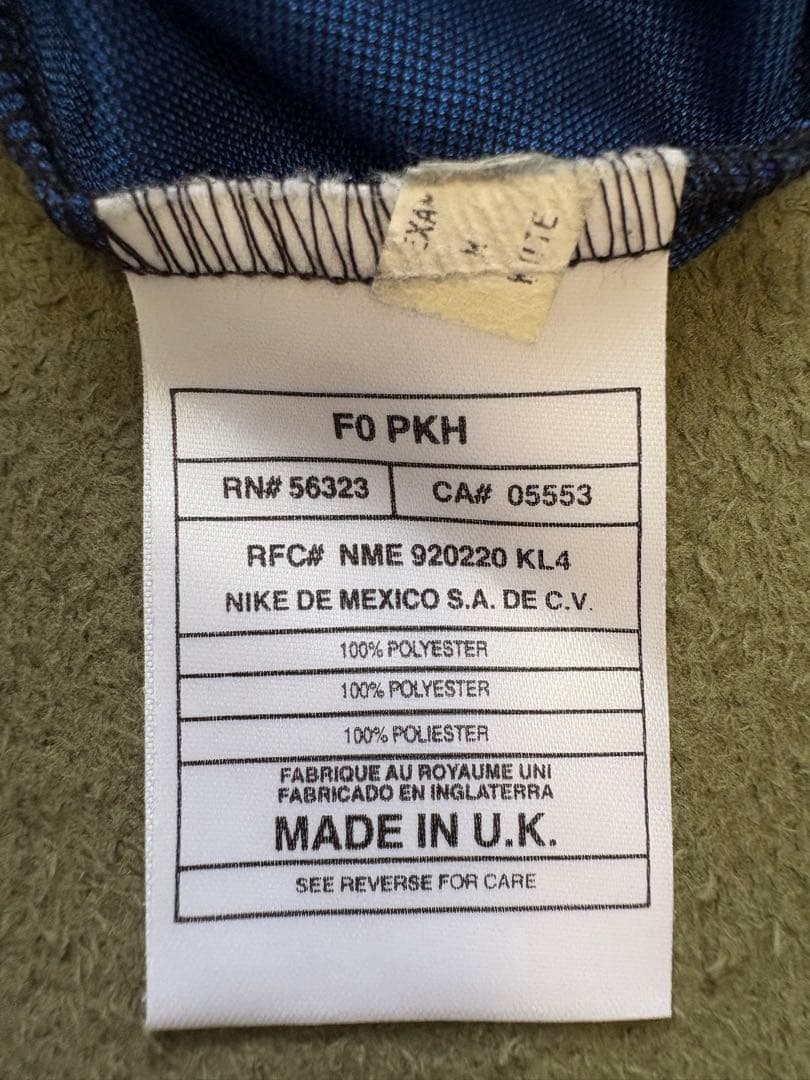 F0 PKH
RN# 56323 CA# 05553
RFC# NME 920220 KL4
NIKE DE MEXICO S.A. DE C.V.
100% POLYESTER
100% POLYESTER
100% POLIESTER
FABRIQUE AU ROYAUME UNI
FABRICADO EN INGLATERRA
MADE IN U.K.
SEE REVERSE FOR CARE